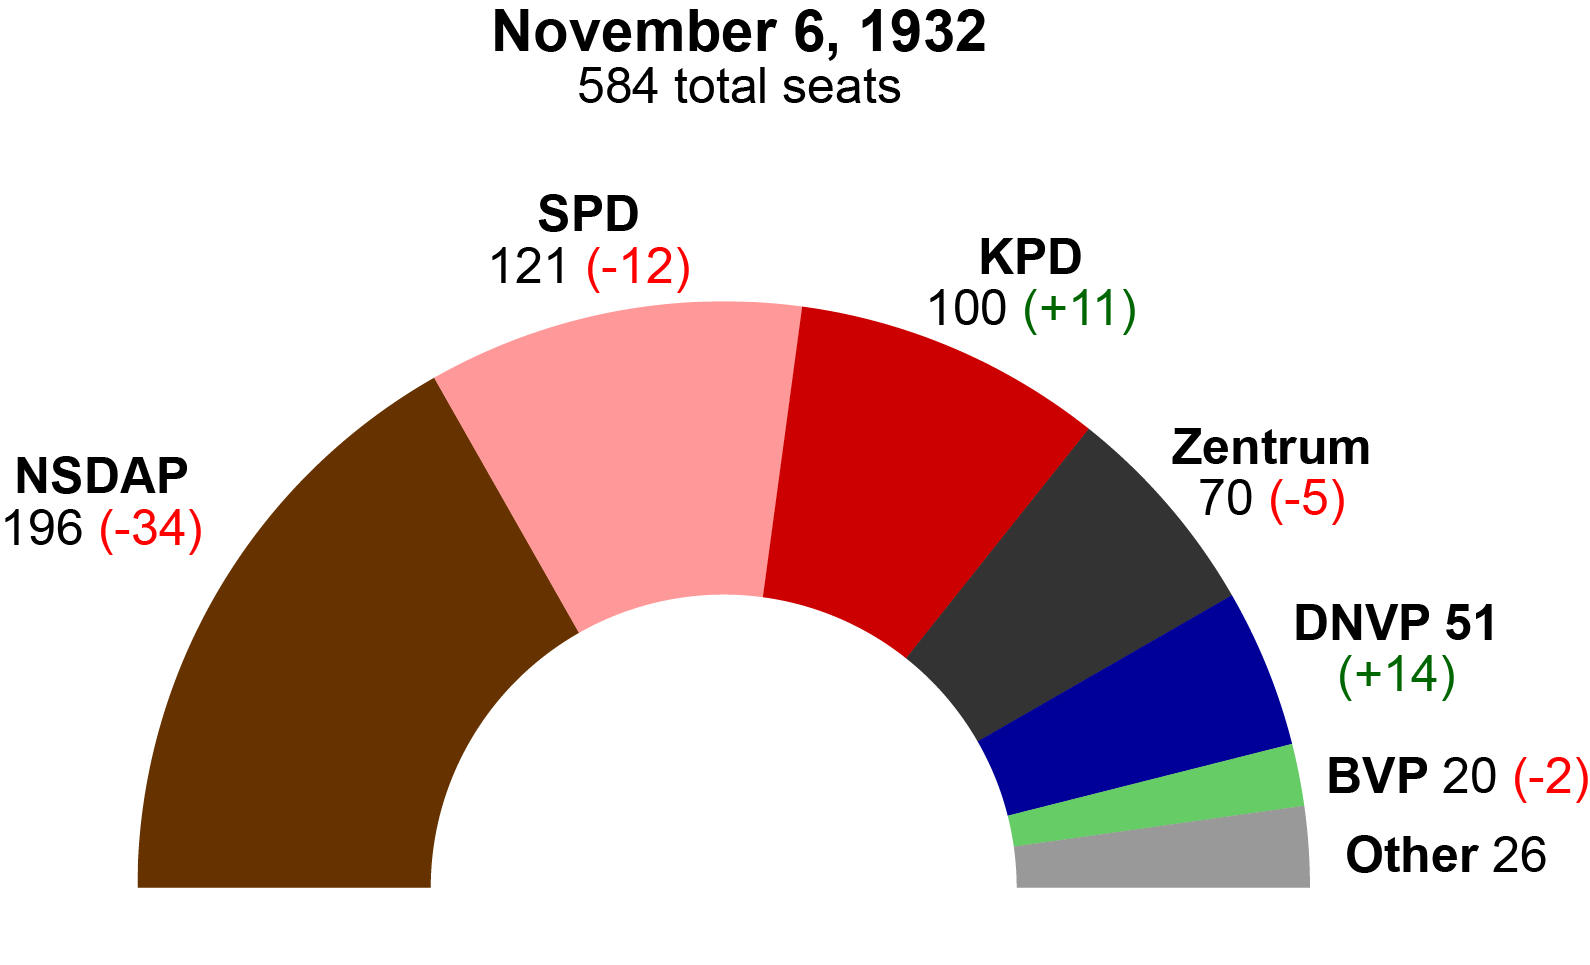 November 6, 1932
584 total seats
SPD
121 (-12)
KPD
100 (+11)
Zentrum
70 (-5)
NSDAP
196 (-34)
DNVP 51
(+14)
BVP 20 (-2)
Other 26